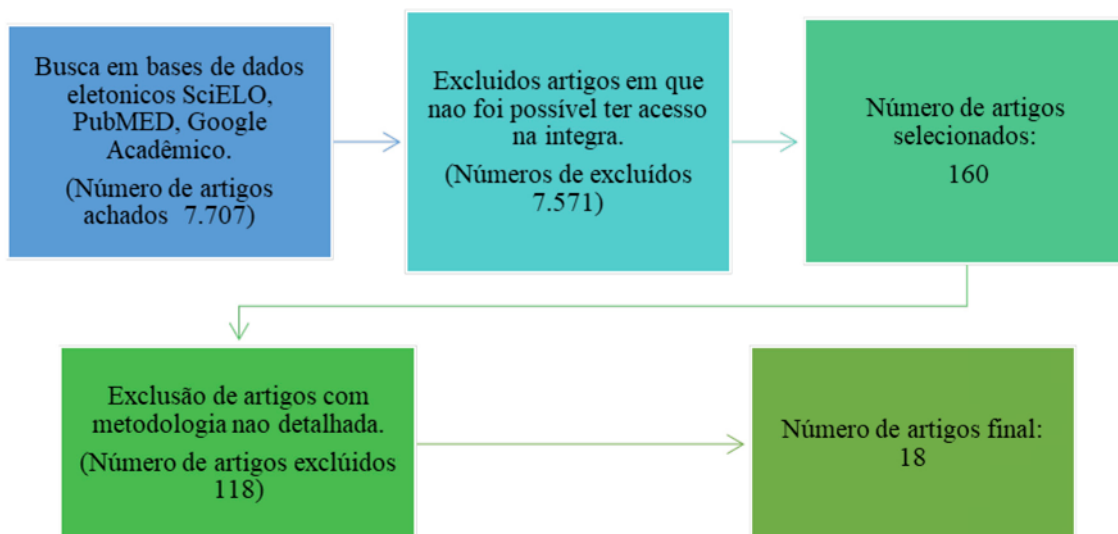 Busca em bases de dados
eletonicos SciELO,
PubMED, Google
Acadêmico.
(Número de artigos
achados 7.707)
Excluidos artigos em que
nao foi possível ter acesso
na integra.
(Números de excluídos
7.571)
Número de artigos
selecionados:
160
Exclusão de artigos com
metodologia nao detalhada.
(Número de artigos exclúidos
118)
Número de artigos final:
18